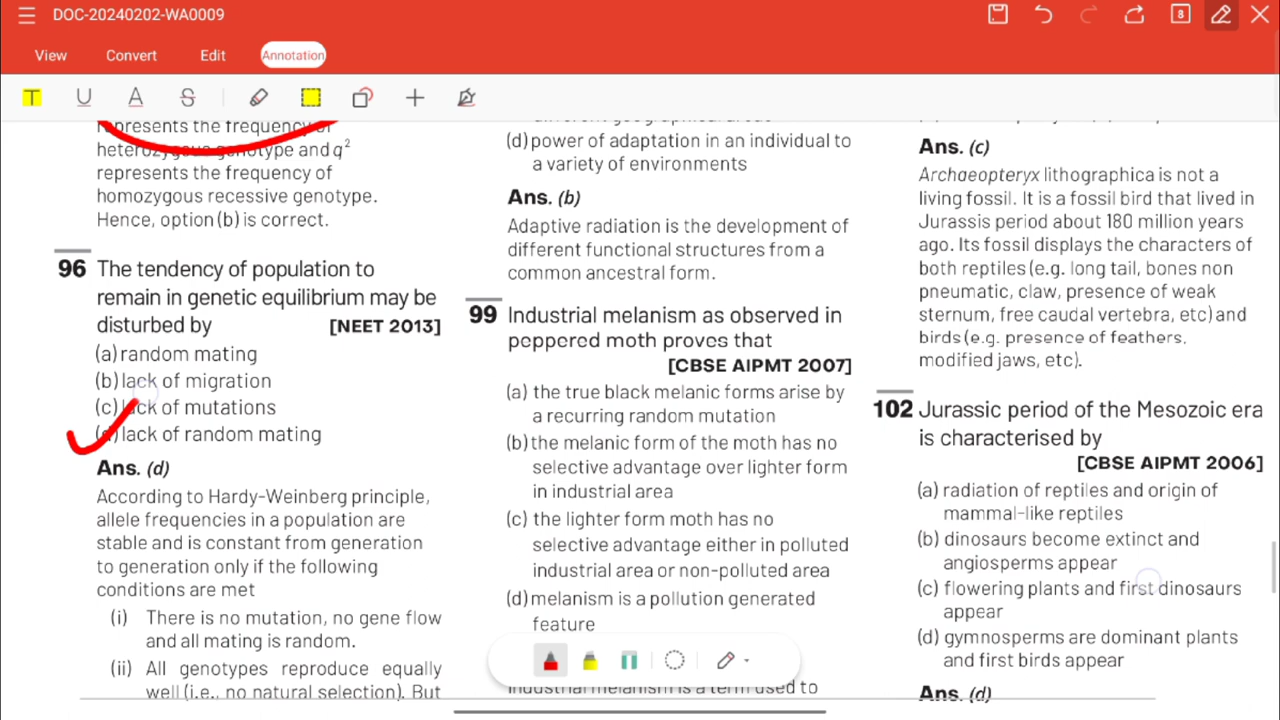 DOC-20240202-WA0009
8
View Convert Edit Annotation
represents the frequency of
heterozygous genotype and q²
represents the frequency of
homozygous recessive genotype.
Hence, option (b) is correct.
96 The tendency of population to
remain in genetic equilibrium may be
disturbed by [NEET 2013]
(a) random mating
(b) lack of migration
(c) lack of mutations
(d) lack of random mating
Ans. (d)
According to Hardy-Weinberg principle,
allele frequencies in a population are
stable and is constant from generation
to generation only if the following
conditions are met
(i) There is no mutation, no gene flow
and all mating is random.
(ii) All genotypes reproduce equally
well (i.e., no natural selection). But
(d) power of adaptation in an individual to
a variety of environments
Ans. (b)
Adaptive radiation is the development of
different functional structures from a
common ancestral form.
99 Industrial melanism as observed in
peppered moth proves that
[CBSE AIPMT 2007]
(a) the true black melanic forms arise by
a recurring random mutation
(b) the melanic form of the moth has no
selective advantage over lighter form
in industrial area
(c) the lighter form moth has no
selective advantage either in polluted
industrial area or non-polluted area
(d) melanism is a pollution generated
feature
Industrial melanism is a term used to
Ans. (c)
Archaeopteryx lithographica is not a
living fossil. It is a fossil bird that lived in
Jurassis period about 180 million years
ago. Its fossil displays the characters of
both reptiles (e.g. long tail, bones non
pneumatic, claw, presence of weak
sternum, free caudal vertebra, etc) and
birds (e.g. presence of feathers,
modified jaws, etc).
102 Jurassic period of the Mesozoic era
is characterised by
[CBSE AIPMT 2006]
(a) radiation of reptiles and origin of
mammal-like reptiles
(b) dinosaurs become extinct and
angiosperms appear
(c) flowering plants and first dinosaurs
appear
(d) gymnosperms are dominant plants
and first birds appear
Ans. (d)